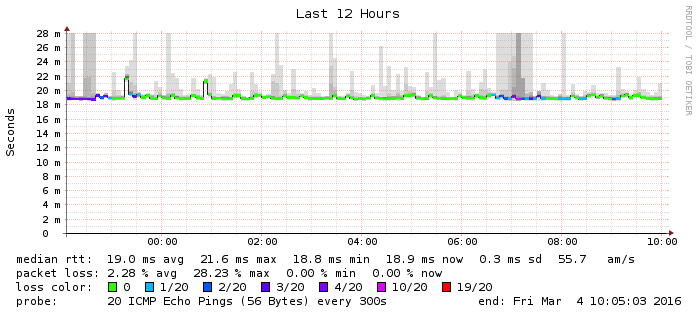 Last 12 Hours
RRDTOOL / TOBI OETIKER
Seconds
28 m
26 m
24 m
22 m
20 m
18 m
16 m
14 m
12 m
10 m
8 m
6 m
4 m
2 m
0
00:00 02:00 04:00 06:00 08:00 10:00
median rtt: 19.0 ms avg 21.6 ms max 18.8 ms min 18.9 ms now 0.3 ms sd 55.7 am/s
packet loss: 2.28 % avg 28.23 % max 0.00 % min 0.00 % now
loss color: 0 1/20 2/20 3/20 4/20 10/20 19/20
probe: 20 ICMP Echo Pings (56 Bytes) every 300s end: Fri Mar 4 10:05:03 2016